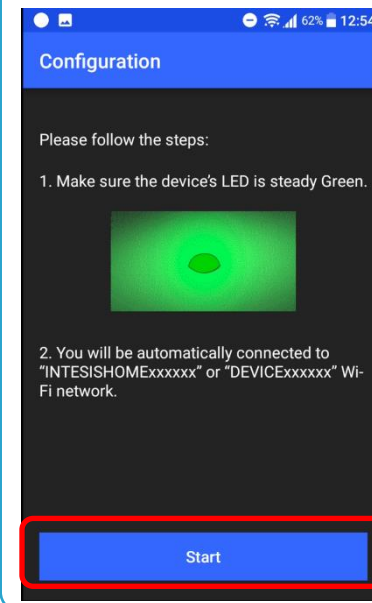 62% 12:54
Configuration
Please follow the steps:
1. Make sure the device's LED is steady Green.
2. You will be automatically connected to
“INTESISHOMExxxxxx” or “DEVICExxxxxx” Wi-
Fi network.
Start